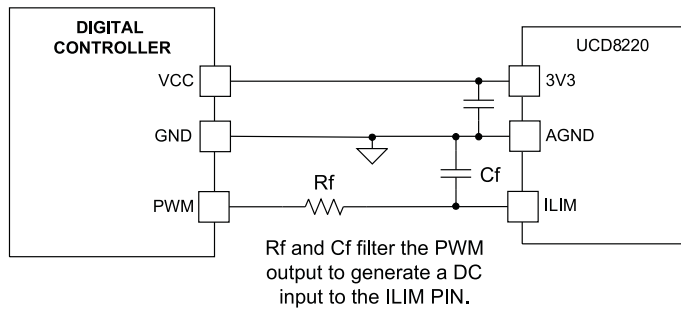 DIGITAL
CONTROLLER
UCD8220
VCC
3V3
GND
AGND
Cf
Rf
PWM
ILIM
Rf and Cf filter the PWM
output to generate a DC
input to the ILIM PIN.